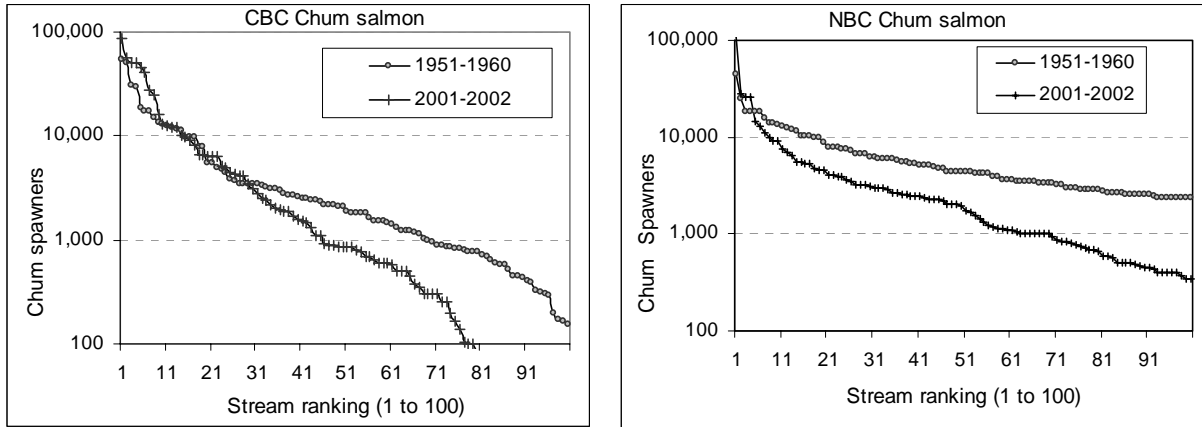 CBC Chum salmon
100,000
10,000
1,000
100
Chum spawners
1951-1960
2001-2002
1 11 21 31 41 51 61 71 81 91
Stream ranking (1 to 100)
NBC Chum salmon
100,000
10,000
1,000
100
Chum Spawners
1951-1960
2001-2002
1 11 21 31 41 51 61 71 81 91
Stream ranking (1 to 100)